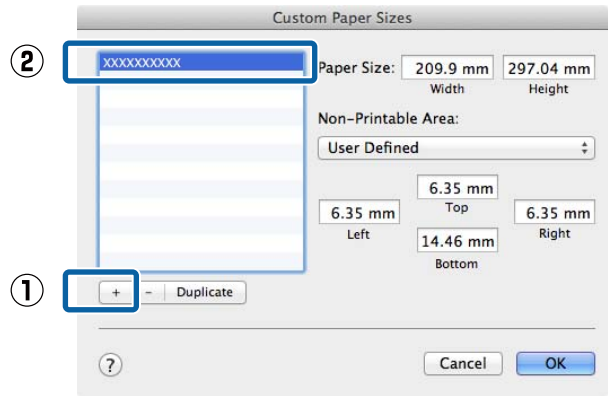 Custom Paper Sizes
② XXXXXXXXXX
Paper Size: 209.9 mm 297.04 mm
Width Height
Non-Printable Area:
User Defined
6.35 mm
Top
6.35 mm 6.35 mm
Left Right
14.46 mm
Bottom
① + - Duplicate
? Cancel OK